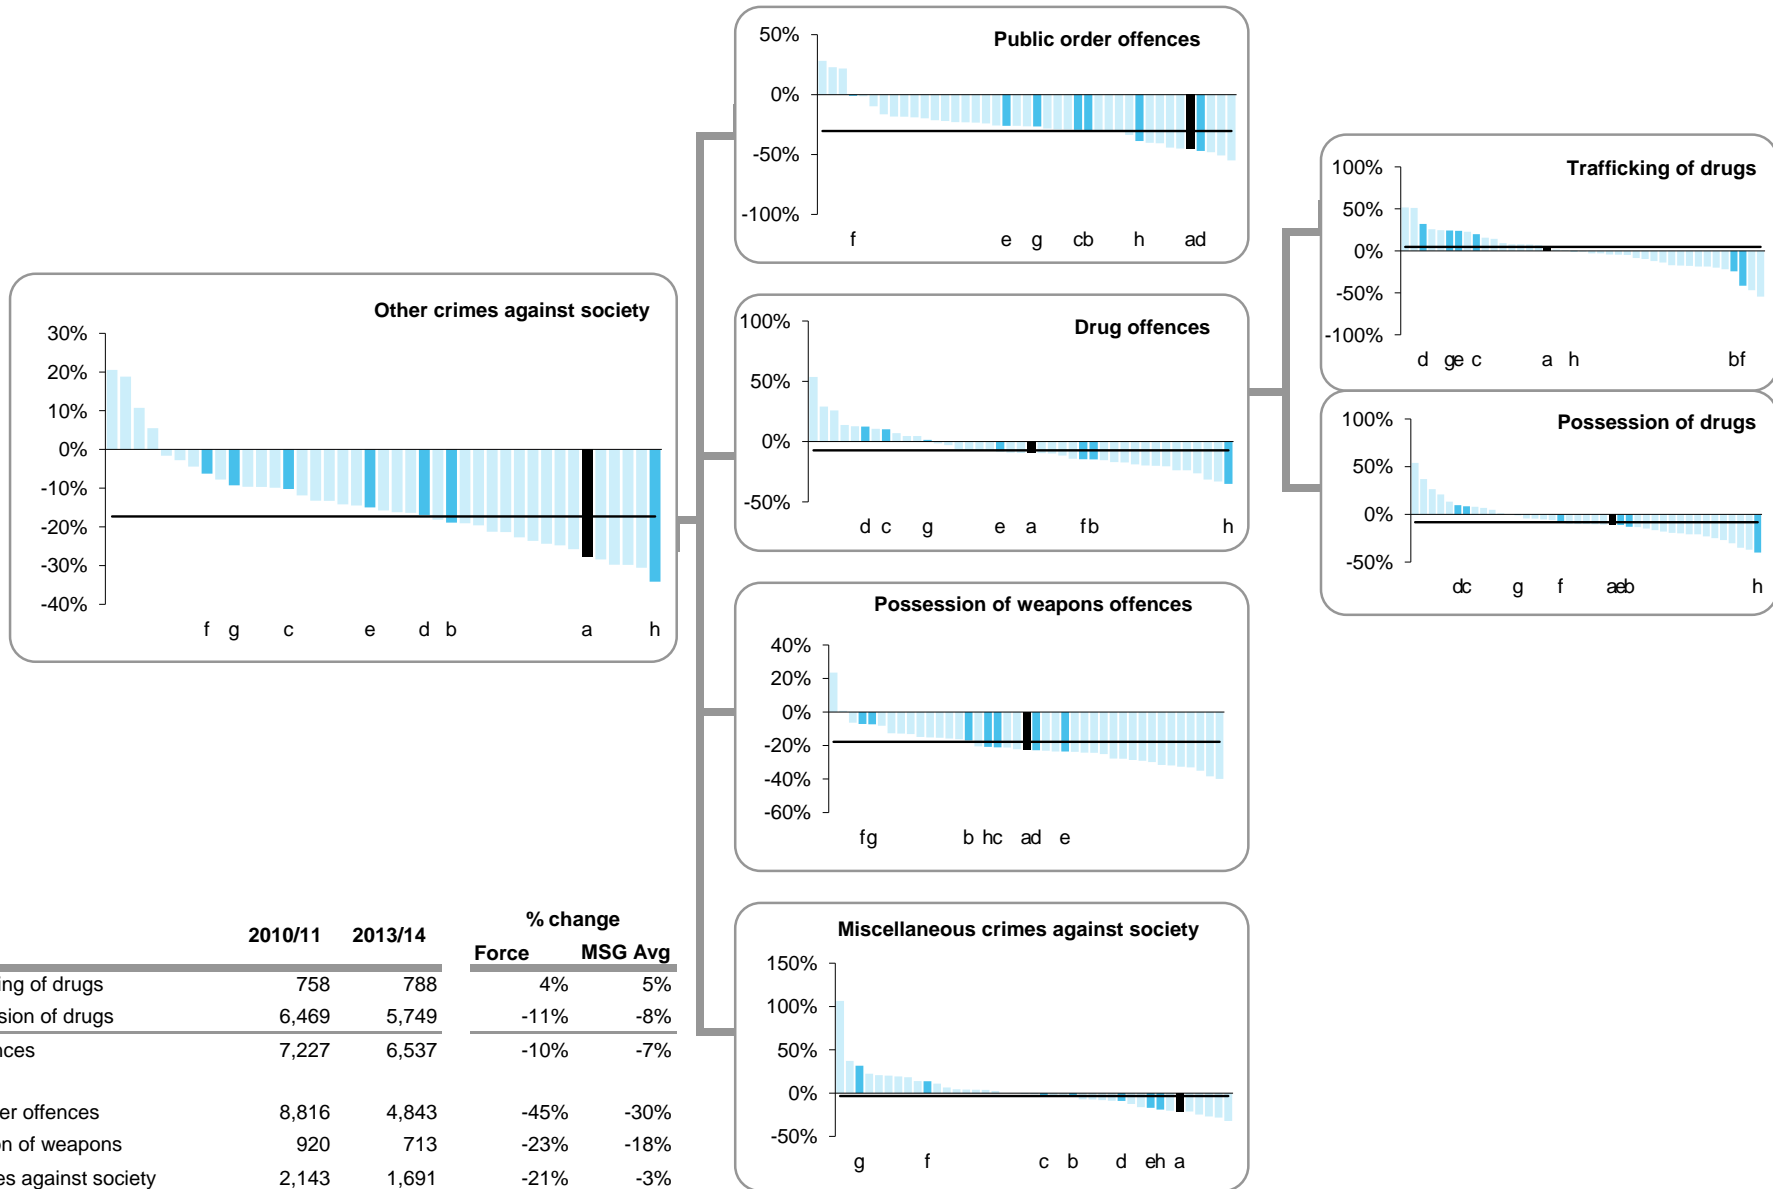 Public order offences
50%
0%
-50%
-100%
f e g cb h ad
Trafficking of drugs
100%
50%
0%
-50%
-100%
d ge c a h bf
Other crimes against society
30%
20%
10%
0%
-10%
-20%
-30%
-40%
f g c e d b a h
Drug offences
100%
50%
0%
-50%
d c g e a fb h
Possession of drugs
100%
50%
0%
-50%
dc g f aeb h
Possession of weapons offences
40%
20%
0%
-20%
-40%
-60%
fg b hc ad e
Miscellaneous crimes against society
150%
100%
50%
0%
-50%
g f c b d eh a
% change
2010/11 2013/14
Force MSG Avg
ing of drugs 758 788 4% 5%
sion of drugs 6,469 5,749 -11% -8%
nces 7,227 6,537 -10% -7%
er offences 8,816 4,843 -45% -30%
on of weapons 920 713 -23% -18%
es against society 2,143 1,691 -21% -3%